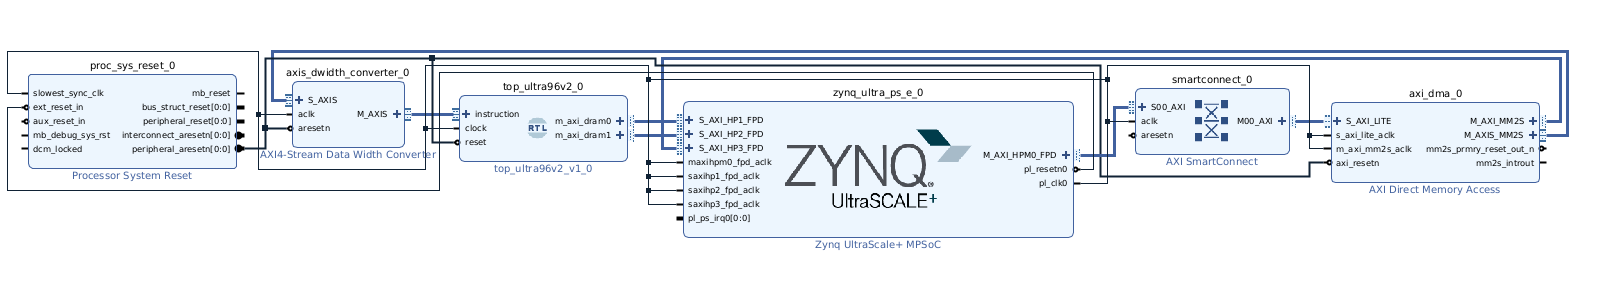 proc_sys_reset_0
slowest_sync_clk
ext_reset_in
aux_reset_in
mb_debug_sys_rst
dcm_locked
mb_reset
bus_struct_reset[0:0]
peripheral_reset[0:0]
interconnect_aresetn[0:0]
peripheral_aresetn[0:0]
Processor System Reset
axis_dwidth_converter_0
S_AXIS
aclk
aresetn
M_AXIS
AXI4-Stream Data Width Converter
top_ultra96v2_0
instruction
clock
reset
RTL
m_axi_dram0
m_axi_dram1
top_ultra96v2_v1_0
zynq_ultra_ps_e_0
S_AXI_HP1_FPD
S_AXI_HP2_FPD
S_AXI_HP3_FPD
maxihpm0_fpd_aclk
saxihp1_fpd_aclk
saxihp2_fpd_aclk
saxihp3_fpd_aclk
pl_ps_irq0[0:0]
ZYNQ
UltraSCALE+
M_AXI_HPM0_FPD
pl_resetn0
pl_clk0
Zynq UltraScale+ MPSoC
smartconnect_0
S00_AXI
aclk
aresetn
M00_AXI
AXI SmartConnect
axi_dma_0
S_AXI_LITE
s_axi_lite_aclk
m_axi_mm2s_aclk
axi_resetn
M_AXI_MM2S
M_AXIS_MM2S
mm2s_prmry_reset_out_n
mm2s_introut
AXI Direct Memory Access